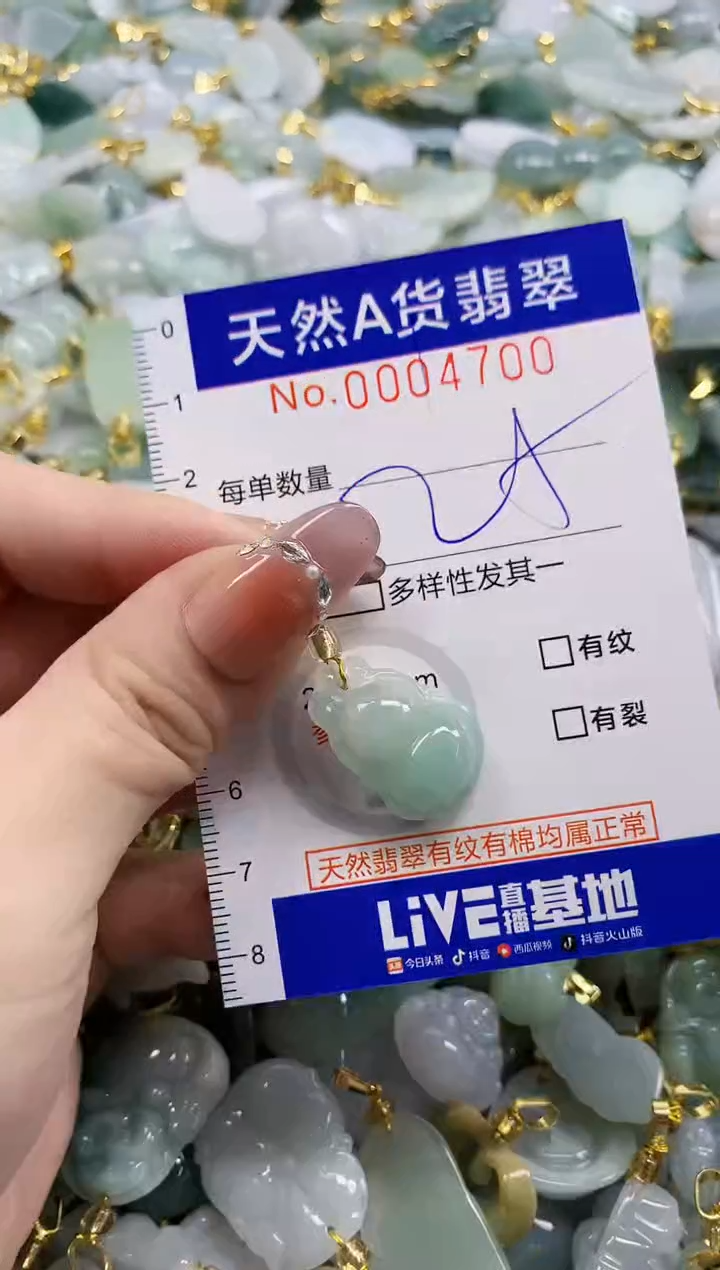 天然A货翡翠
No.0004700
0
1
2
每单数量
多样性发其一
m
有纹
有裂
6
天然翡翠有纹有棉均属正常
7
LiVE直播基地
8
今日头条 抖音 西瓜视频 抖音火山版